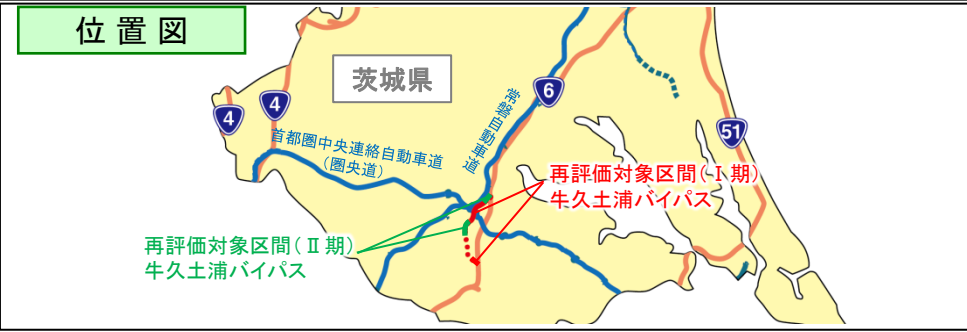 位置図
茨城県
6
常磐自動車道
4
4
51
首都圏中央連絡自動車道
(圏央道)
再評価対象区間(Ⅰ期)
牛久土浦バイパス
再評価対象区間(Ⅱ期)
牛久土浦バイパス